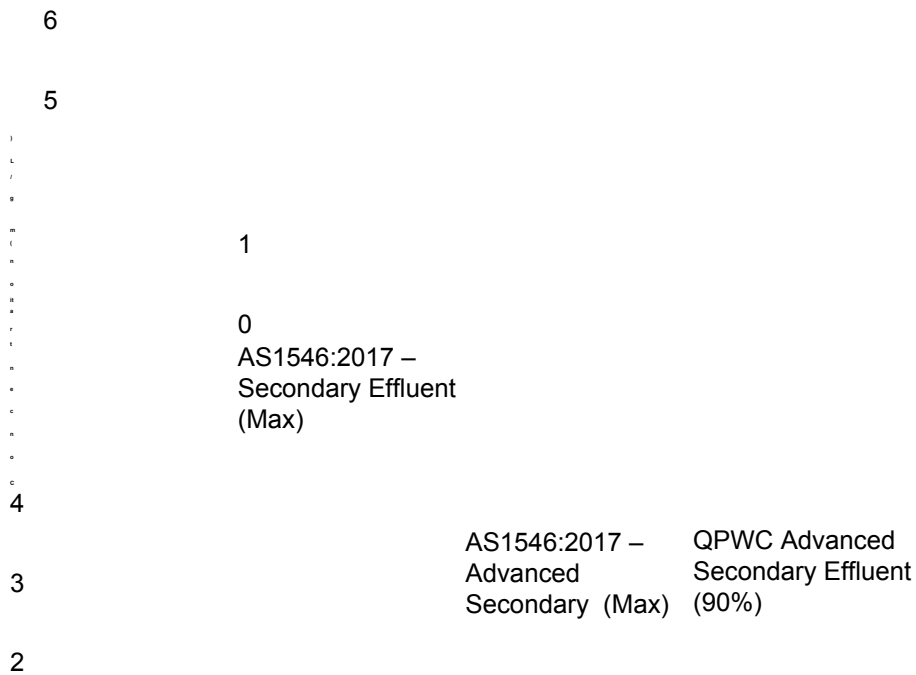 6
5
)
L
/
g
m
(
n
o
it
a
r
t
n
e
c
n
o
c
1
0
AS1546:2017 –
Secondary Effluent
(Max)
4
3
2
AS1546:2017 –
Advanced
Secondary (Max)
QPWC Advanced
Secondary Effluent
(90%)